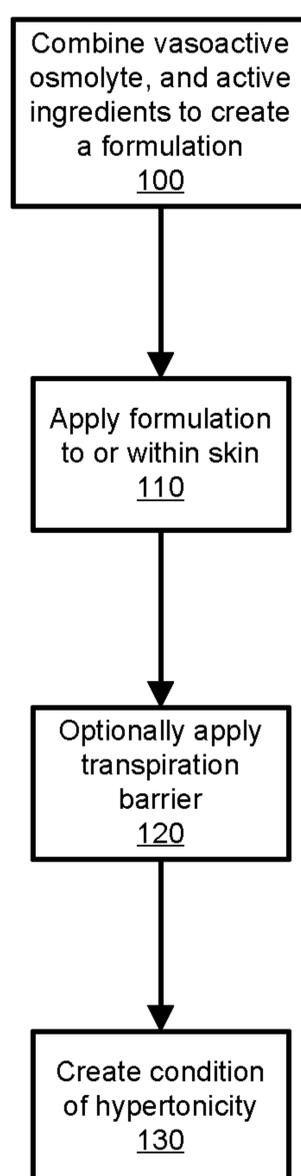 Combine vasoactive
osmolyte, and active
ingredients to create
a formulation
100
Apply formulation
to or within skin
110
Optionally apply
transpiration
barrier
120
Create condition
of hypertonicity
130